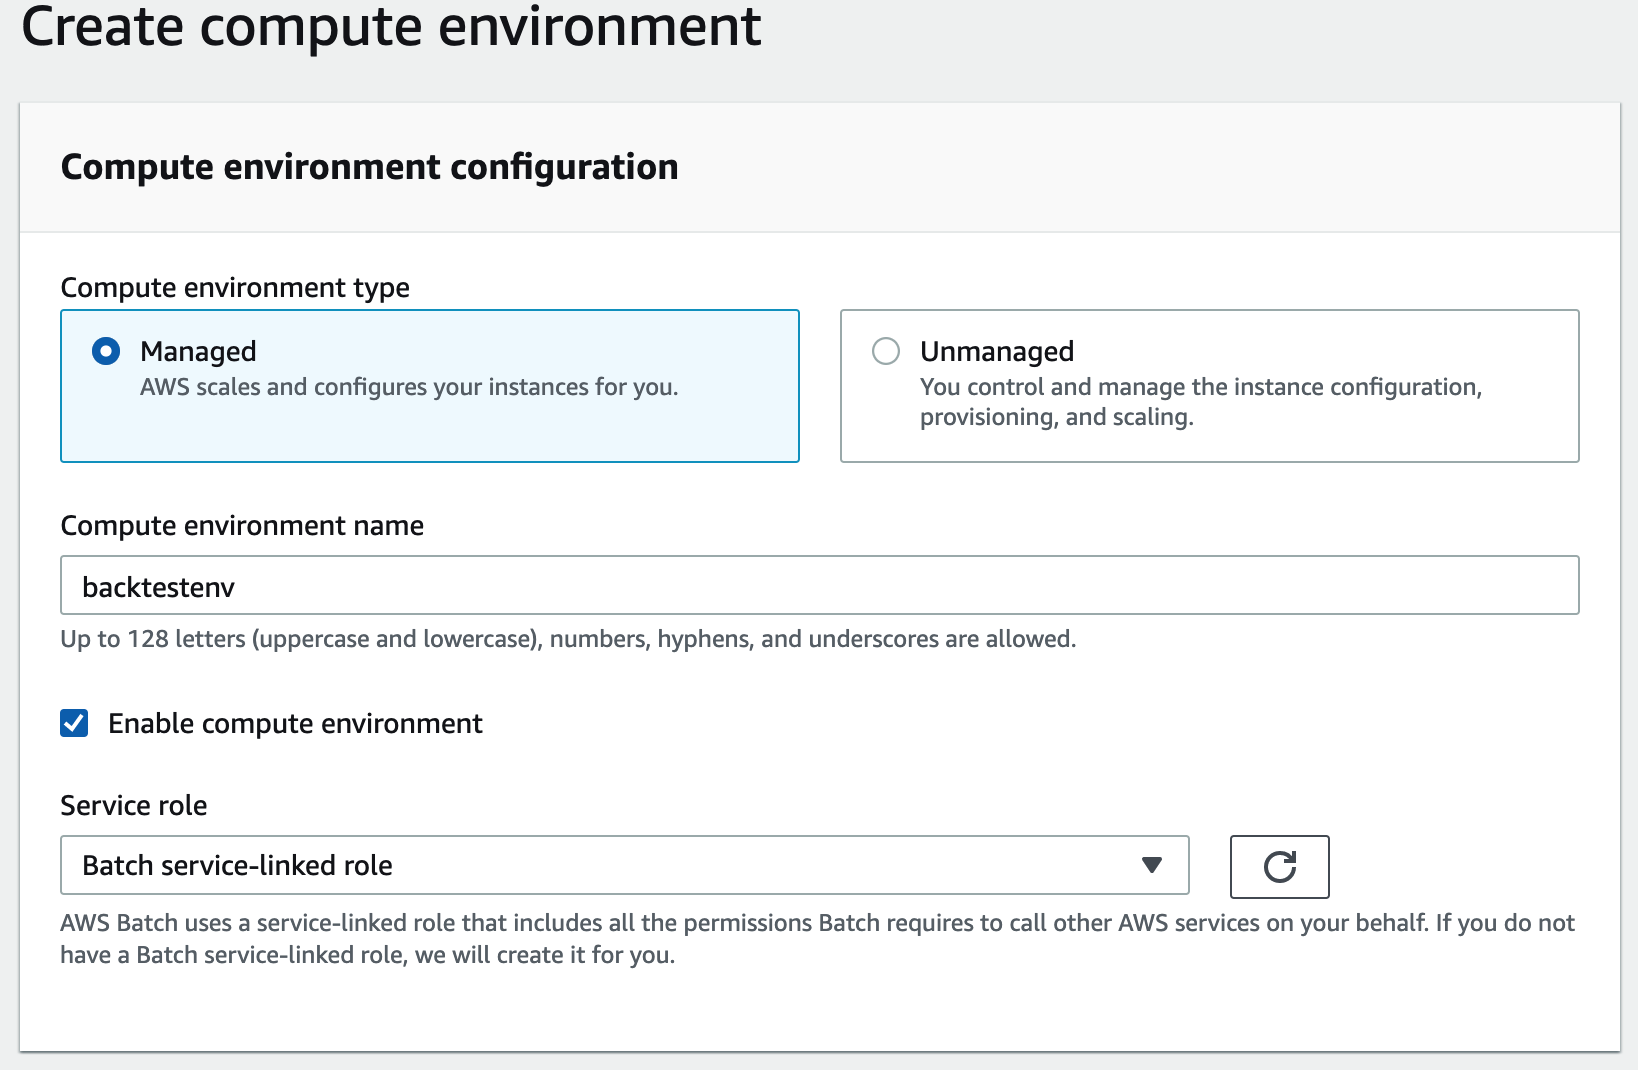 Create compute environment
Compute environment configuration
Compute environment type
Managed
AWS scales and configures your instances for you.
Unmanaged
You control and manage the instance configuration,
provisioning, and scaling.
Compute environment name
backtestenv
Up to 128 letters (uppercase and lowercase), numbers, hyphens, and underscores are allowed.
Enable compute environment
Service role
Batch service-linked role
AWS Batch uses a service-linked role that includes all the permissions Batch requires to call other AWS services on your behalf. If you do not
have a Batch service-linked role, we will create it for you.